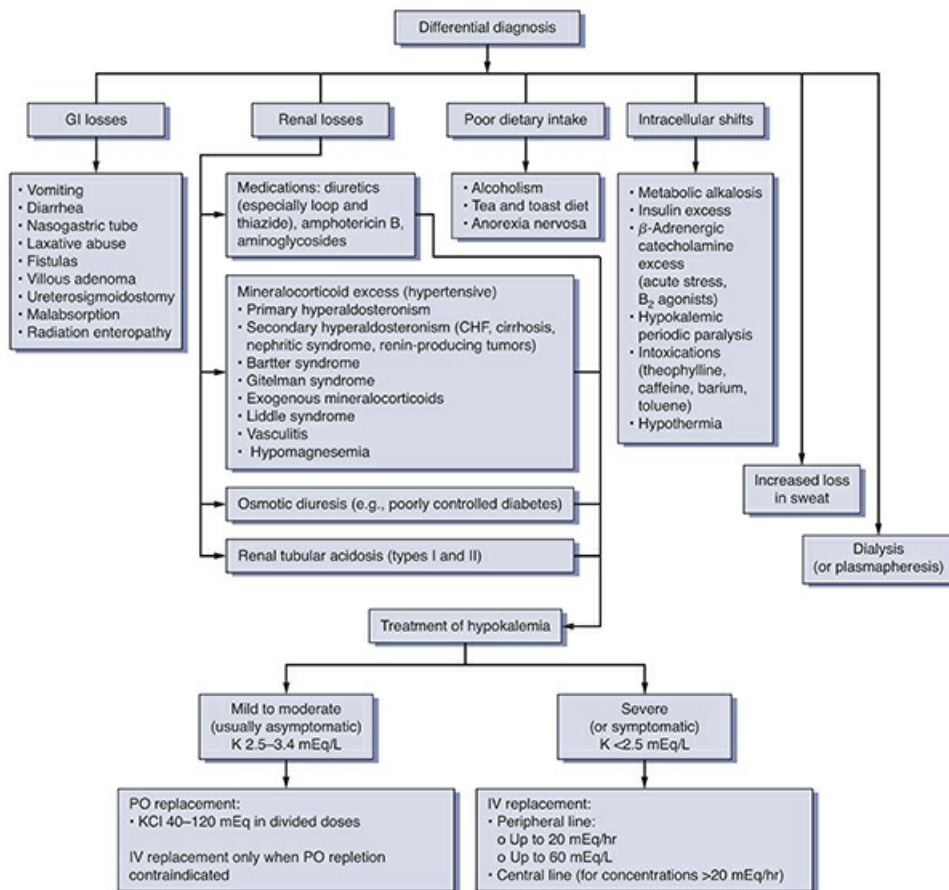 Differential diagnosis
GI losses
Renal losses
Poor dietary intake
Intracellular shifts
• Vomiting
• Diarrhea
• Nasogastric tube
• Laxative abuse
• Fistulas
• Villous adenoma
• Ureterosigmoidostomy
• Malabsorption
• Radiation enteropathy
Medications: diuretics
(especially loop and
thiazide), amphotericin B,
aminoglycosides
• Alcoholism
• Tea and toast diet
• Anorexia nervosa
• Metabolic alkalosis
• Insulin excess
• β-Adrenergic
catecholamine
excess
(acute stress,
B₂ agonists)
• Hypokalemic
periodic paralysis
• Intoxications
(theophylline,
caffeine, barium,
toluene)
• Hypothermia
Mineralocorticoid excess (hypertensive)
• Primary hyperaldosteronism
• Secondary hyperaldosteronism (CHF, cirrhosis,
nephritic syndrome, renin-producing tumors)
• Bartter syndrome
• Gitelman syndrome
• Exogenous mineralocorticoids
• Liddle syndrome
• Vasculitis
• Hypomagnesemia
Increased loss
in sweat
Osmotic diuresis (e.g., poorly controlled diabetes)
Renal tubular acidosis (types I and II)
Dialysis
(or plasmapheresis)
Treatment of hypokalemia
Mild to moderate
(usually asymptomatic)
K 2.5–3.4 mEq/L
Severe
(or symptomatic)
K <2.5 mEq/L
PO replacement:
• KCl 40–120 mEq in divided doses
IV replacement only when PO repletion
contraindicated
IV replacement:
• Peripheral line:
o Up to 20 mEq/hr
o Up to 60 mEq/L
• Central line (for concentrations >20 mEq/hr)